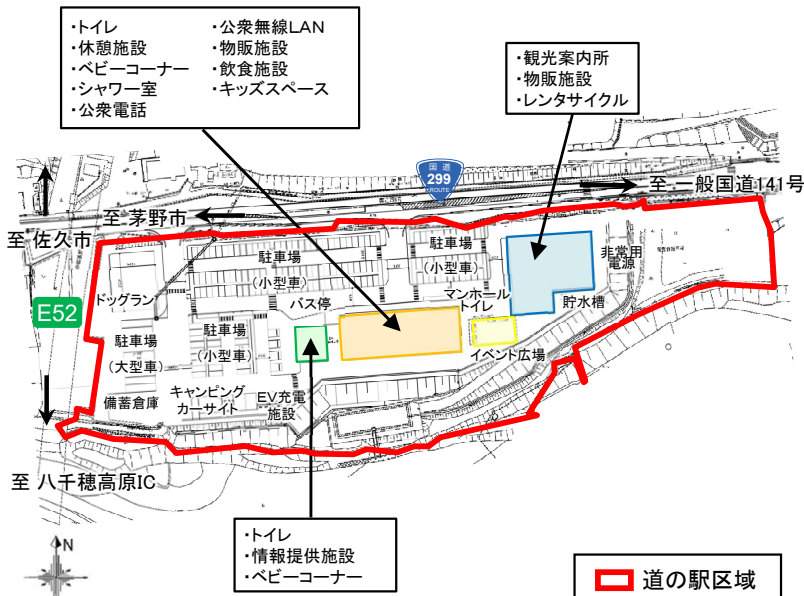 ・トイレ
・休憩施設
・ベビーコーナー
・シャワー室
・公衆電話
・公衆無線LAN
・物販施設
・飲食施設
・キッズスペース
・観光案内所
・物販施設
・レンタサイクル
国道
299
ROUTE
至 一般国道141号
至 茅野市
至 佐久市
E52
駐車場
(小型車)
駐車場
(小型車)
非常用
電源
ドッグラン
バス停
マンホール
トイレ
貯水槽
駐車場
(大型車)
駐車場
(小型車)
イベント広場
備蓄倉庫
キャンピング
カーサイト
EV充電
施設
至 八千穂高原IC
・トイレ
・情報提供施設
・ベビーコーナー
N
道の駅区域